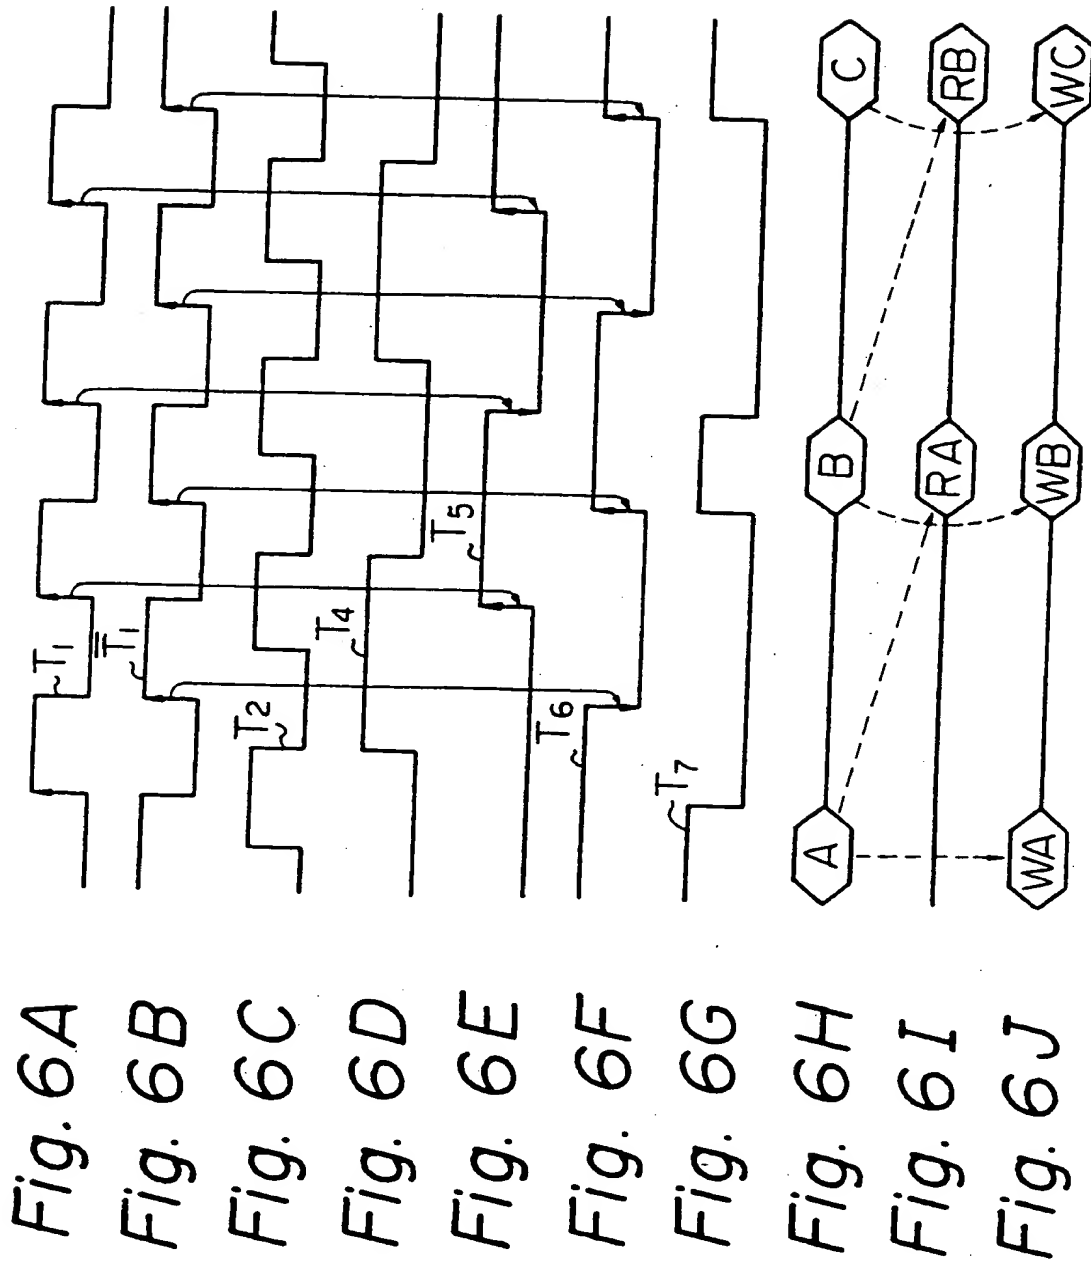 Fig. 6A
T1
Fig. 6B
T̅1
Fig. 6C
T2
Fig. 6D
T4
Fig. 6E
T5
Fig. 6F
T6
Fig. 6G
T7
Fig. 6H
A B C
Fig. 6I
RA RB
Fig. 6J
WA WB WC